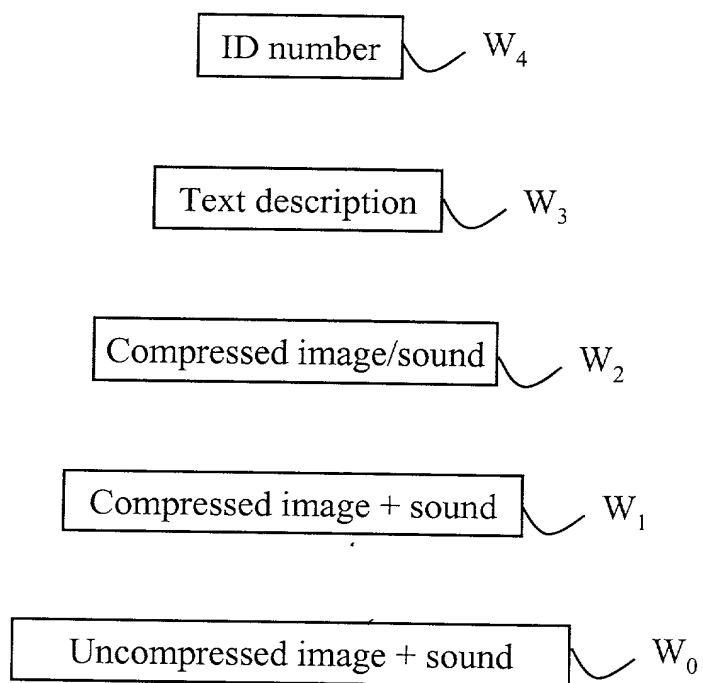 ID number W₄
Text description W₃
Compressed image/sound W₂
Compressed image + sound W₁
Uncompressed image + sound W₀